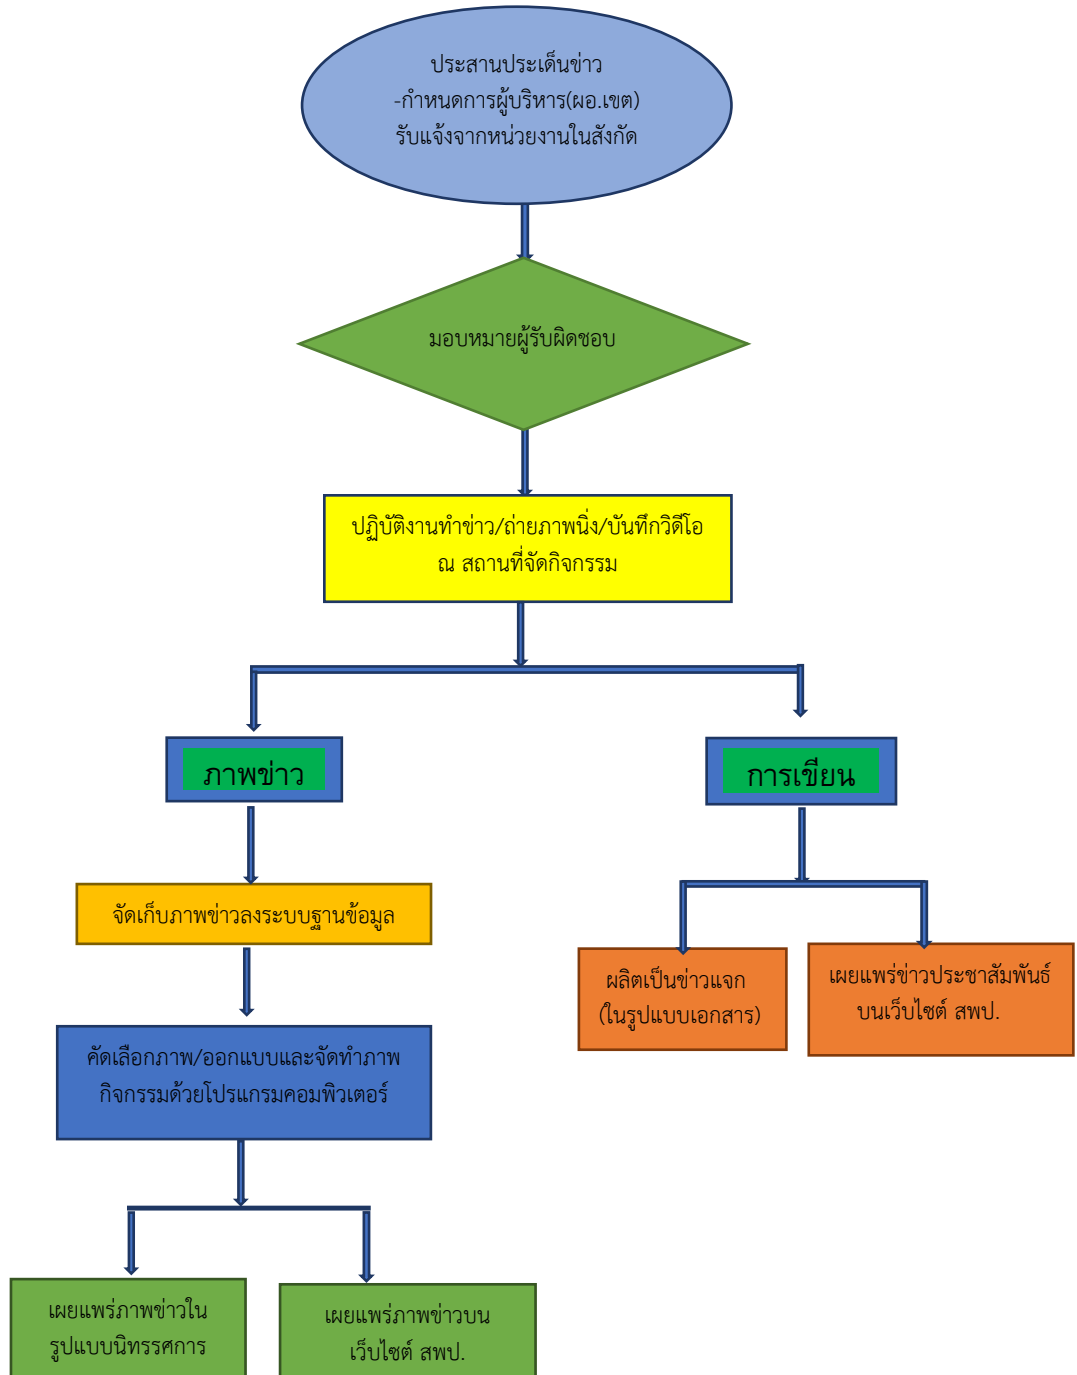 ประสานประเด็นข่าว
-กำหนดการผู้บริหาร(ผอ.เขต)
รับแจ้งจากหน่วยงานในสังกัด
มอบหมายผู้รับผิดชอบ
ปฏิบัติงานทำข่าว/ถ่ายภาพนิ่ง/บันทึกวิดีโอ
ณ สถานที่จัดกิจกรรม
ภาพข่าว
การเขียน
จัดเก็บภาพข่าวลงระบบฐานข้อมูล
ผลิตเป็นข่าวแจก
(ในรูปแบบเอกสาร)
เผยแพร่ข่าวประชาสัมพันธ์
บนเว็บไซต์ สพป.
คัดเลือกภาพ/ออกแบบและจัดทำภาพ
กิจกรรมด้วยโปรแกรมคอมพิวเตอร์
เผยแพร่ภาพข่าวใน
รูปแบบนิทรรศการ
เผยแพร่ภาพข่าวบน
เว็บไซต์ สพป.